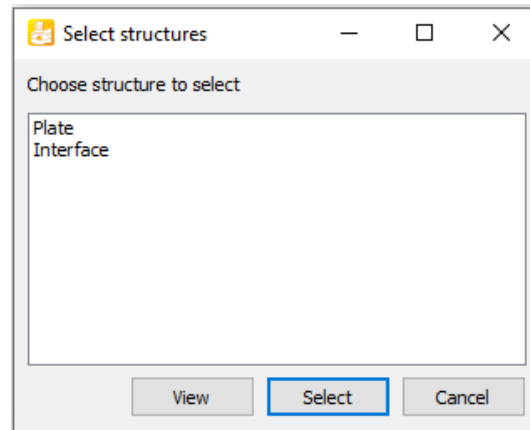 Select structures
Choose structure to select
Plate
Interface
View Select Cancel